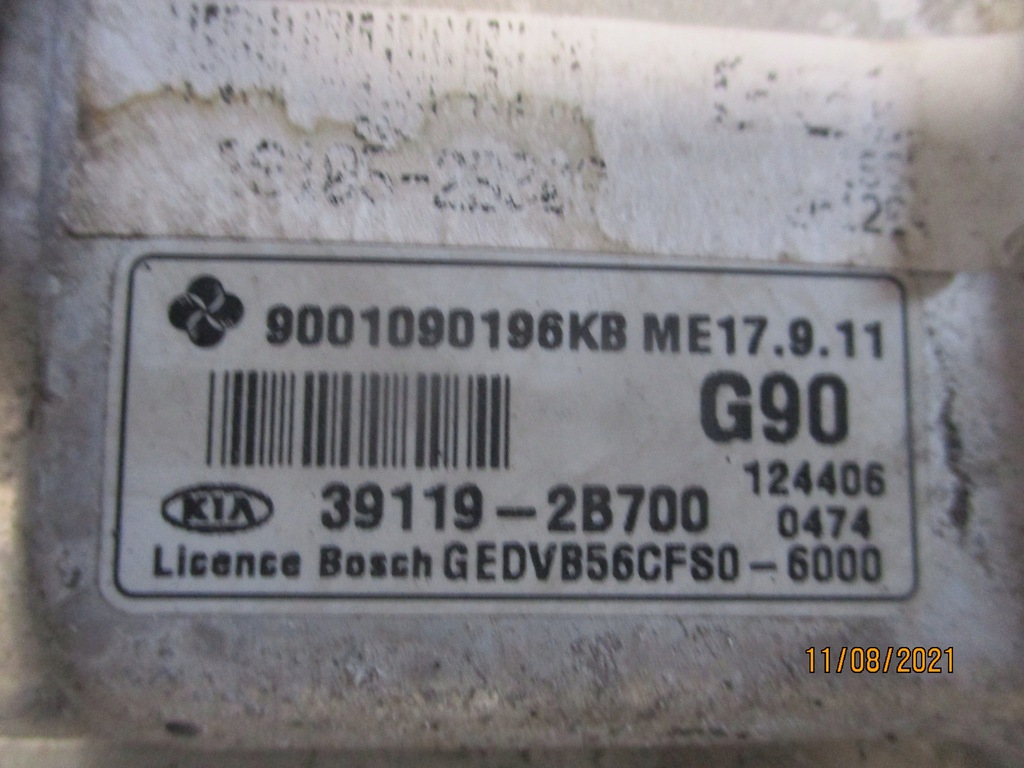 9001090196KB ME17.9.11
G90
124406
KIA 39119-2B700 0474
Licence Bosch GEDVB56CFS0-6000
11/08/2021